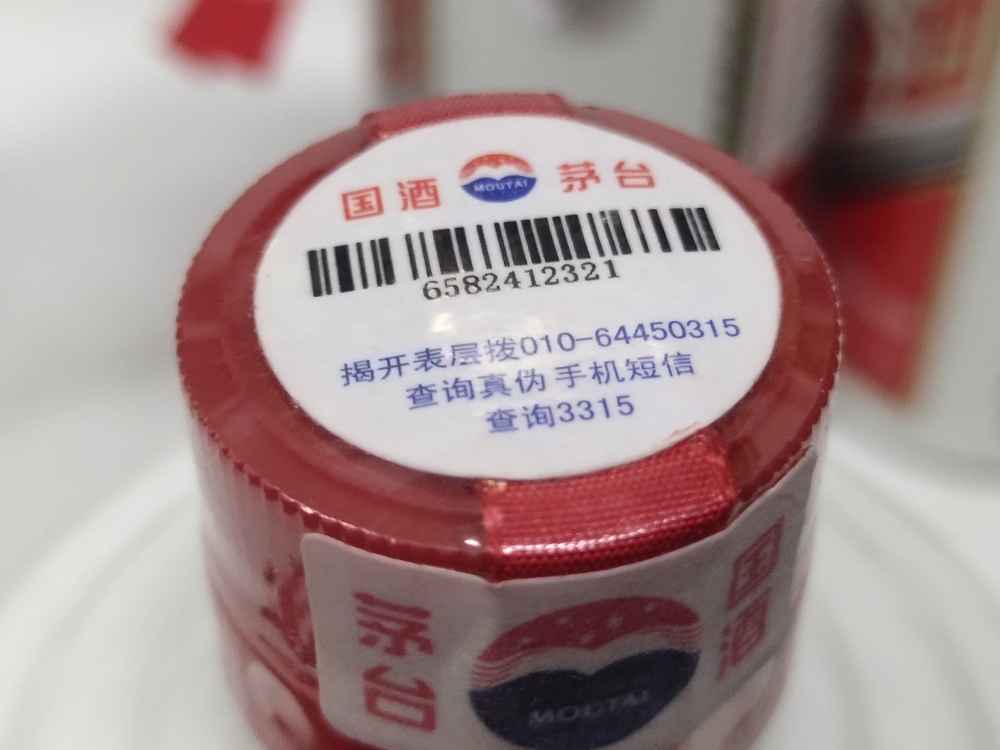 国酒 MOUTAI 茅台
6582412321
揭开表层拨010-64450315
查询真伪手机短信
查询3315
国酒
茅台
MOUTAI